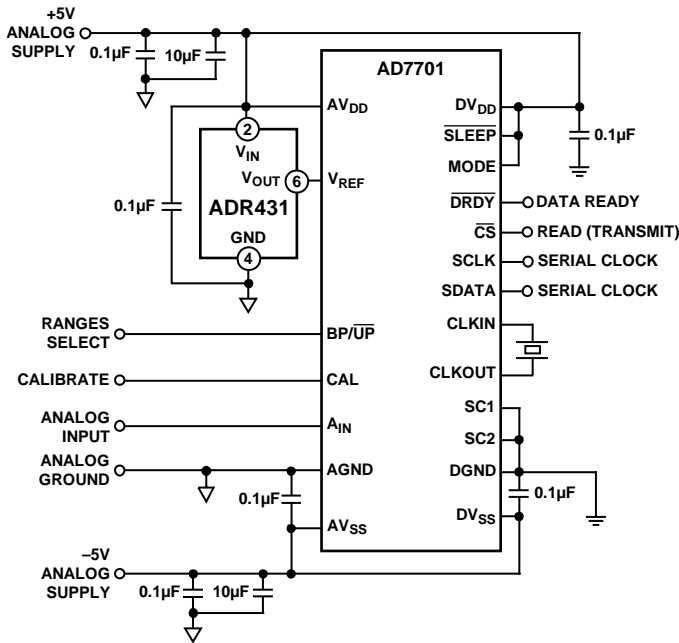 +5V
ANALOG
SUPPLY
0.1µF
10µF
AD7701
AVDD
DVDD
2
VIN
SLEEP
0.1µF
MODE
VOUT
6
VREF
0.1µF
ADR431
DRDY
DATA READY
GND
4
CS
READ (TRANSMIT)
SCLK
SERIAL CLOCK
SDATA
SERIAL CLOCK
RANGES
SELECT
BP/UP
CLKIN
CALIBRATE
CAL
CLKOUT
ANALOG
INPUT
AIN
SC1
SC2
ANALOG
GROUND
AGND
DGND
0.1µF
0.1µF
AVSS
DVSS
–5V
ANALOG
SUPPLY
0.1µF
10µF